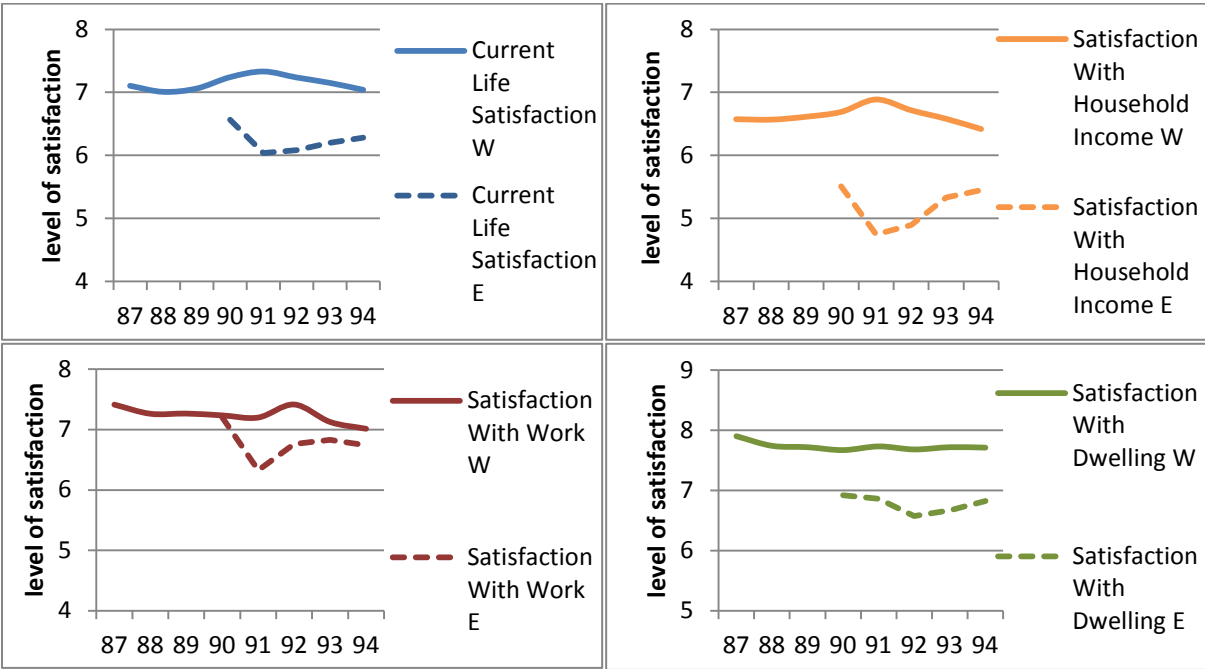 level of satisfaction
8
7
6
5
4
87 88 89 90 91 92 93 94
Current
Life
Satisfaction
W
Current
Life
Satisfaction
E
level of satisfaction
8
7
6
5
4
87 88 89 90 91 92 93 94
Satisfaction
With
Household
Income W
Satisfaction
With
Household
Income E
level of satisfaction
8
7
6
5
4
87 88 89 90 91 92 93 94
Satisfaction
With Work
W
Satisfaction
With Work
E
level of satisfaction
9
8
7
6
5
87 88 89 90 91 92 93 94
Satisfaction
With
Dwelling W
Satisfaction
With
Dwelling E